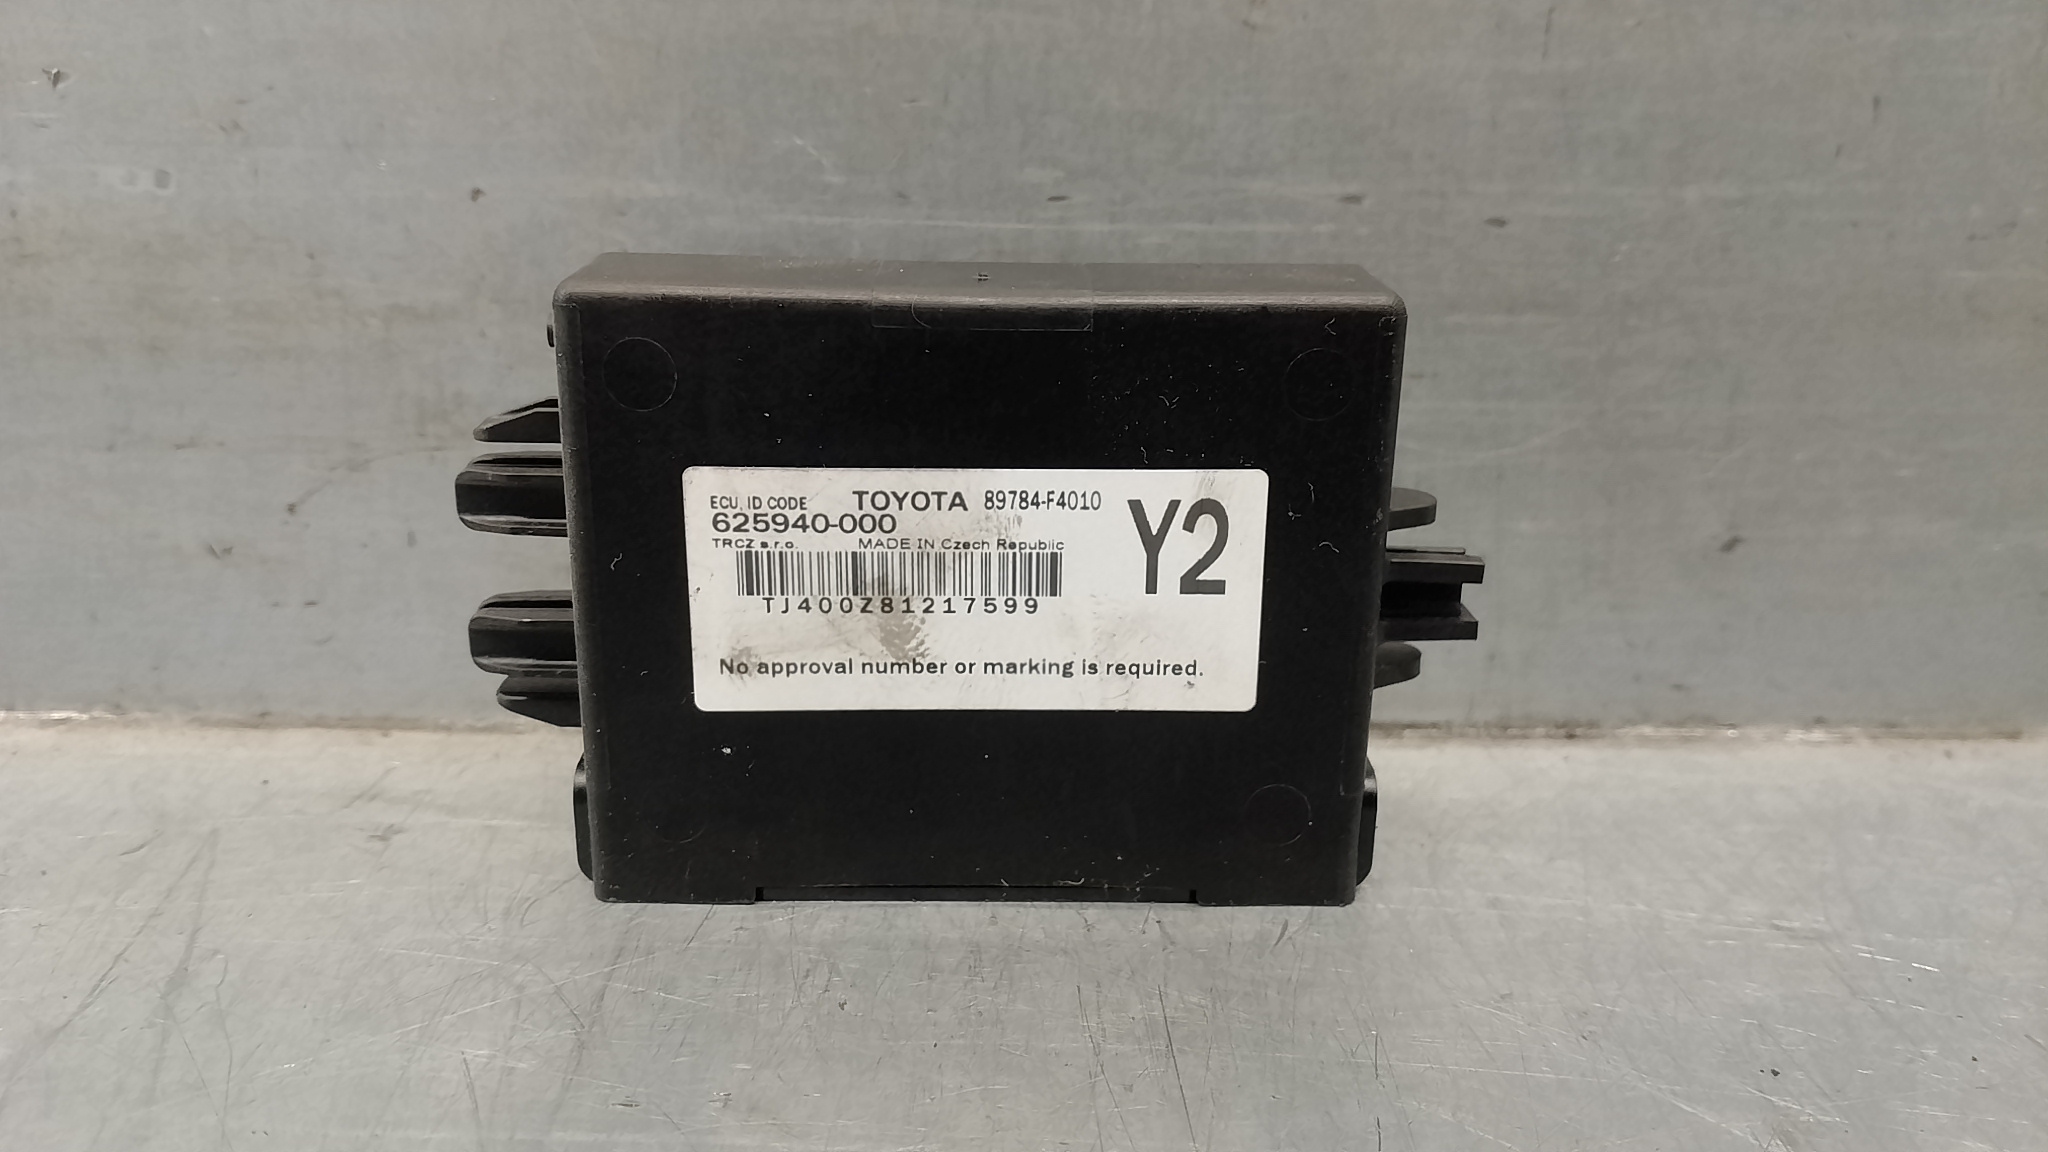 ECU, ID CODE TOYOTA 89784-F4010
625940-000
Y2
TRCZ s.r.o. MADE IN Czech Republic
TJ400Z81217599
No approval number or marking is required.